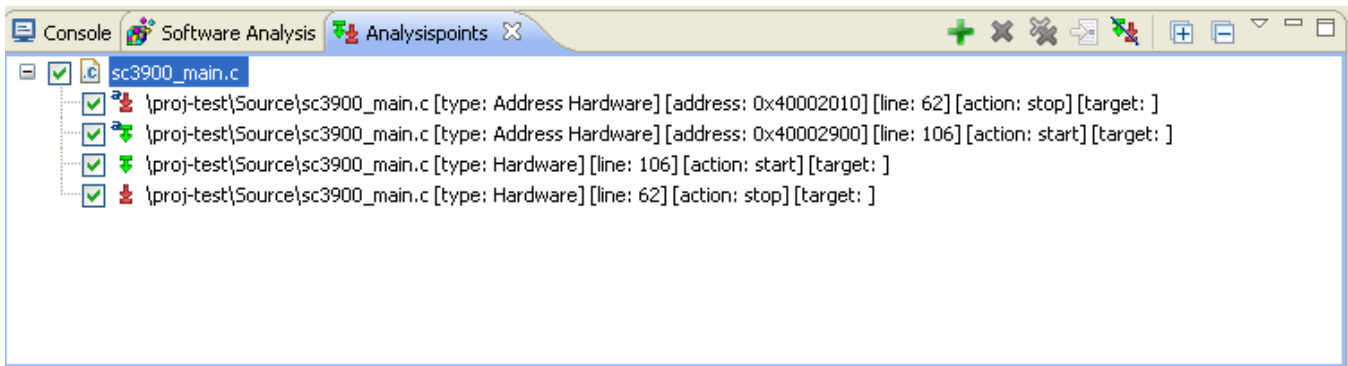 Console Software Analysis Analysispoints
.c sc3900_main.c
a \proj-test\Source\sc3900_main.c [type: Address Hardware] [address: 0x40002010] [line: 62] [action: stop] [target: ]
a \proj-test\Source\sc3900_main.c [type: Address Hardware] [address: 0x40002900] [line: 106] [action: start] [target: ]
\proj-test\Source\sc3900_main.c [type: Hardware] [line: 106] [action: start] [target: ]
\proj-test\Source\sc3900_main.c [type: Hardware] [line: 62] [action: stop] [target: ]